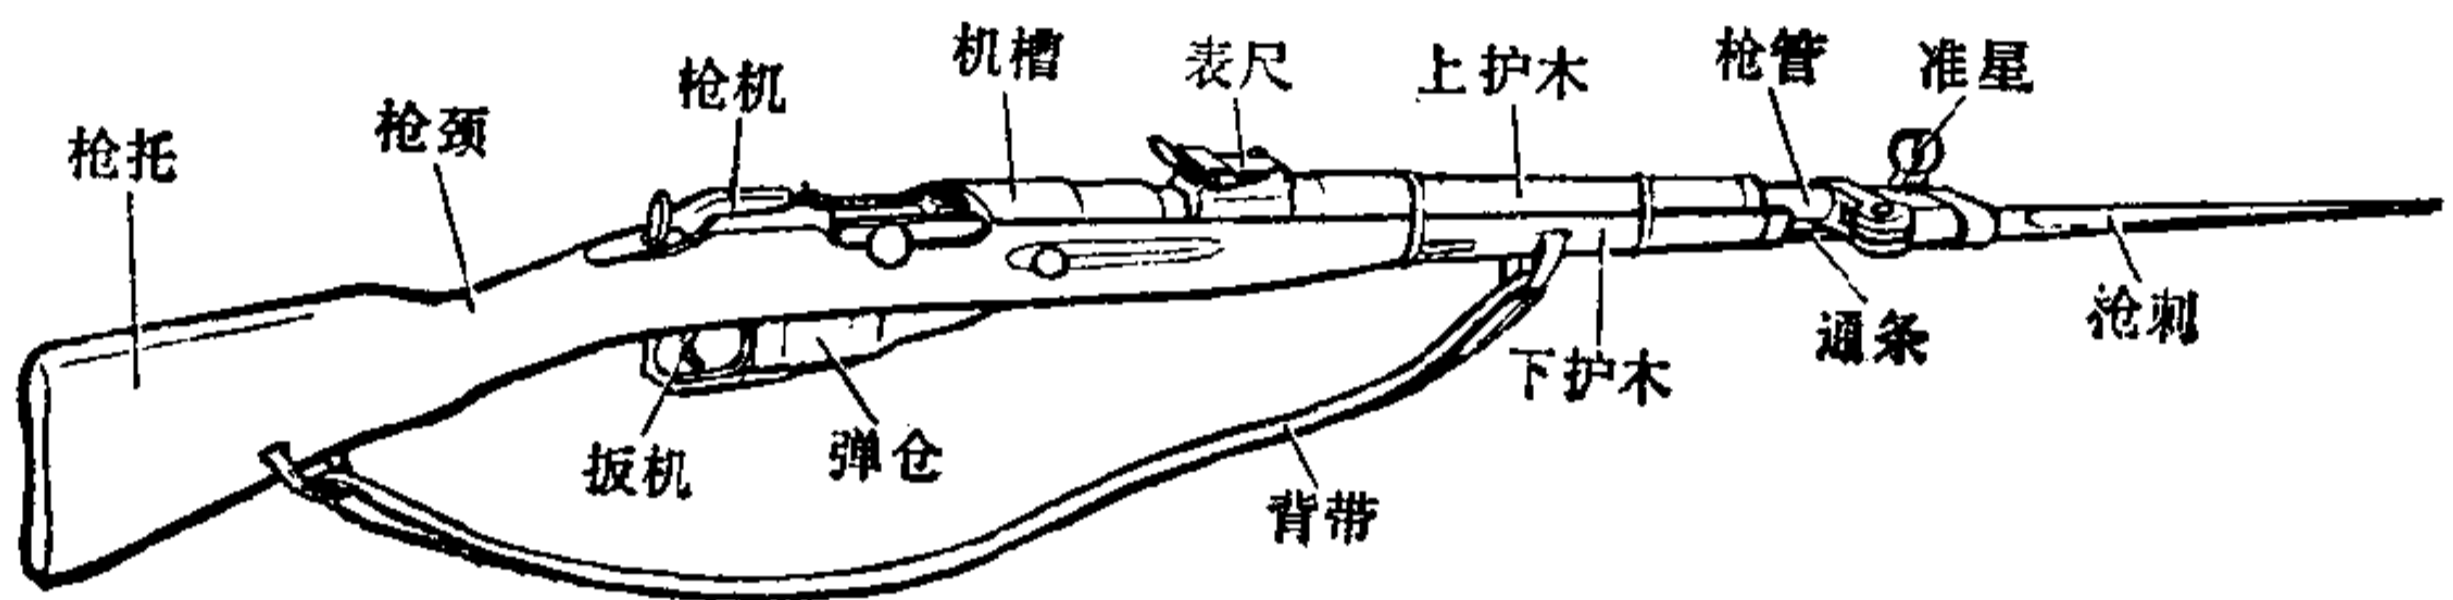 枪托
枪颈
枪机
机槽
表尺
上护木
枪管
准星
扳机
弹仓
背带
下护木
通条
枪刺